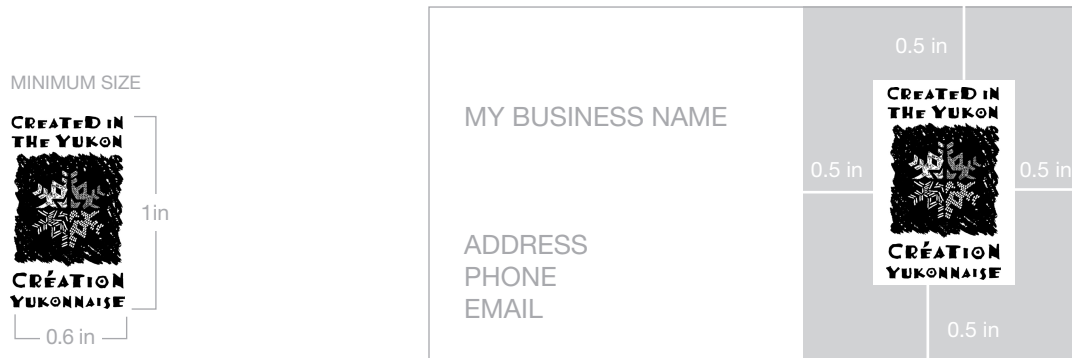 MINIMUM SIZE
CREATED IN
THE YUKON
CRÉATION
YUKONNAISE
1in
0.6 in
MY BUSINESS NAME
ADDRESS
PHONE
EMAIL
0.5 in
0.5 in
CREATED IN
THE YUKON
CRÉATION
YUKONNAISE
0.5 in
0.5 in